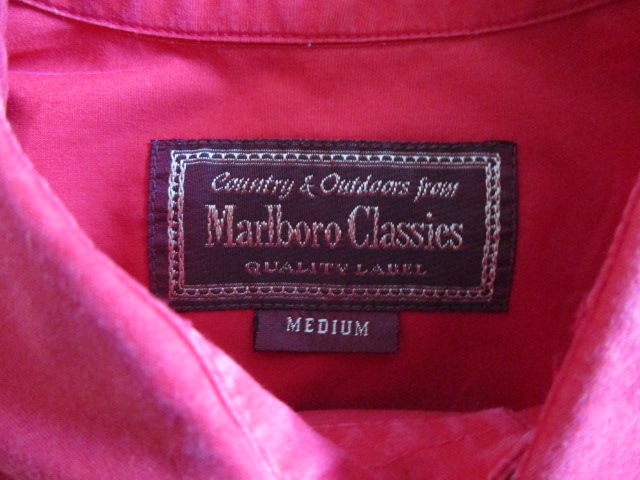 Country & Outdoors from
Marlboro Classics
QUALITY LABEL
MEDIUM